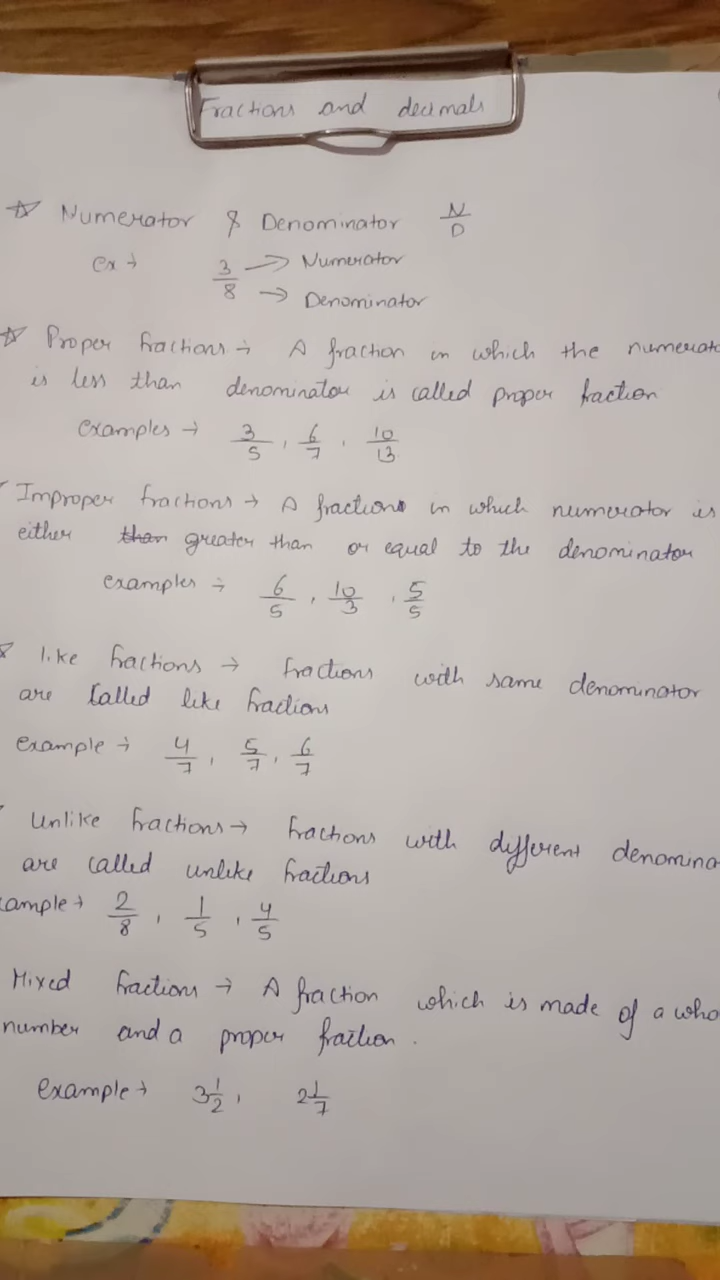 Fractions and decimals
☆ Numerator & Denominator N/D
ex → 3/8 → Numerator
→ Denominator
☆ Proper fractions → A fraction in which the numerato
is less than denominator is called proper fraction
examples → 3/5, 6/7, 10/13
Improper fractions → A fraction in which numerator is
either than greater than or equal to the denominator
examples → 6/5, 10/3, 5/5
like fractions → fractions with same denominator
are called like fractions
example → 4/7, 5/7, 6/7
Unlike fractions → fractions with different denomina
are called unlike fractions
ample → 2/8, 1/5, 4/5
Mixed fractions → A fraction which is made of a who
number and a proper fraction.
example → 3 1/2, 2 1/7